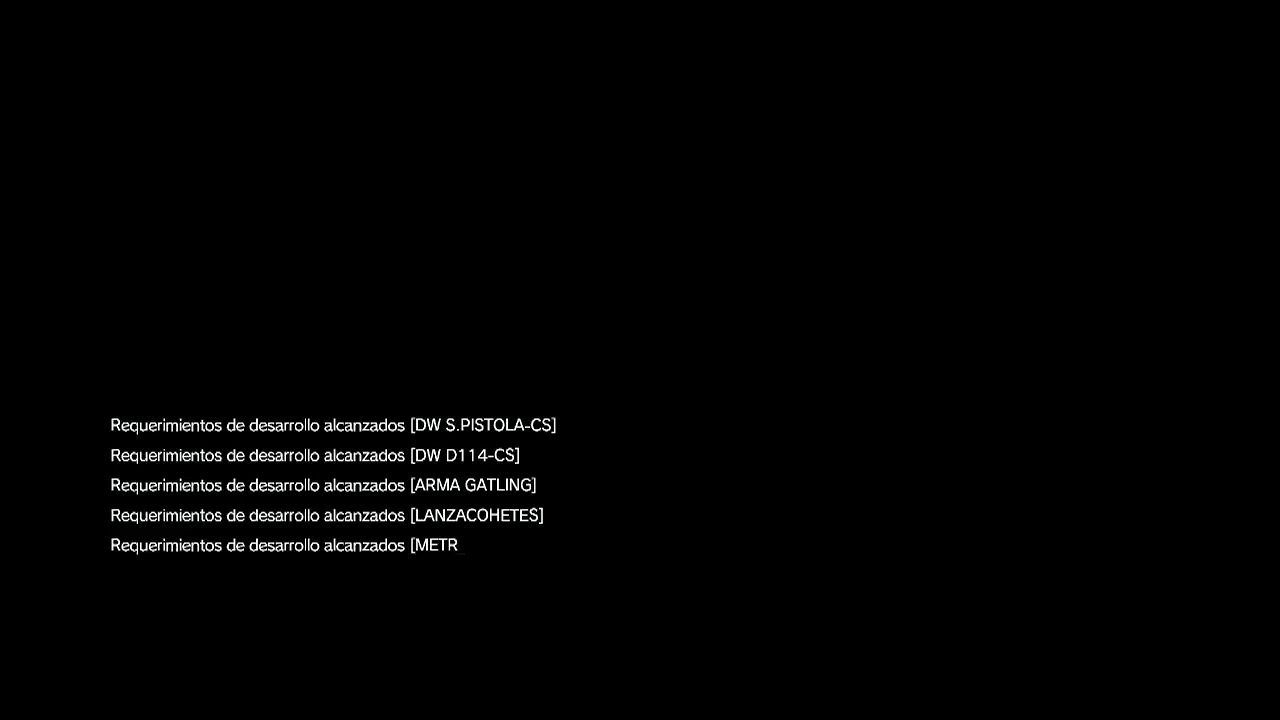 Requerimientos de desarrollo alcanzados [DW S.PISTOLA-CS]
Requerimientos de desarrollo alcanzados [DW D114-CS]
Requerimientos de desarrollo alcanzados [ARMA GATLING]
Requerimientos de desarrollo alcanzados [LANZACOHETES]
Requerimientos de desarrollo alcanzados [METR